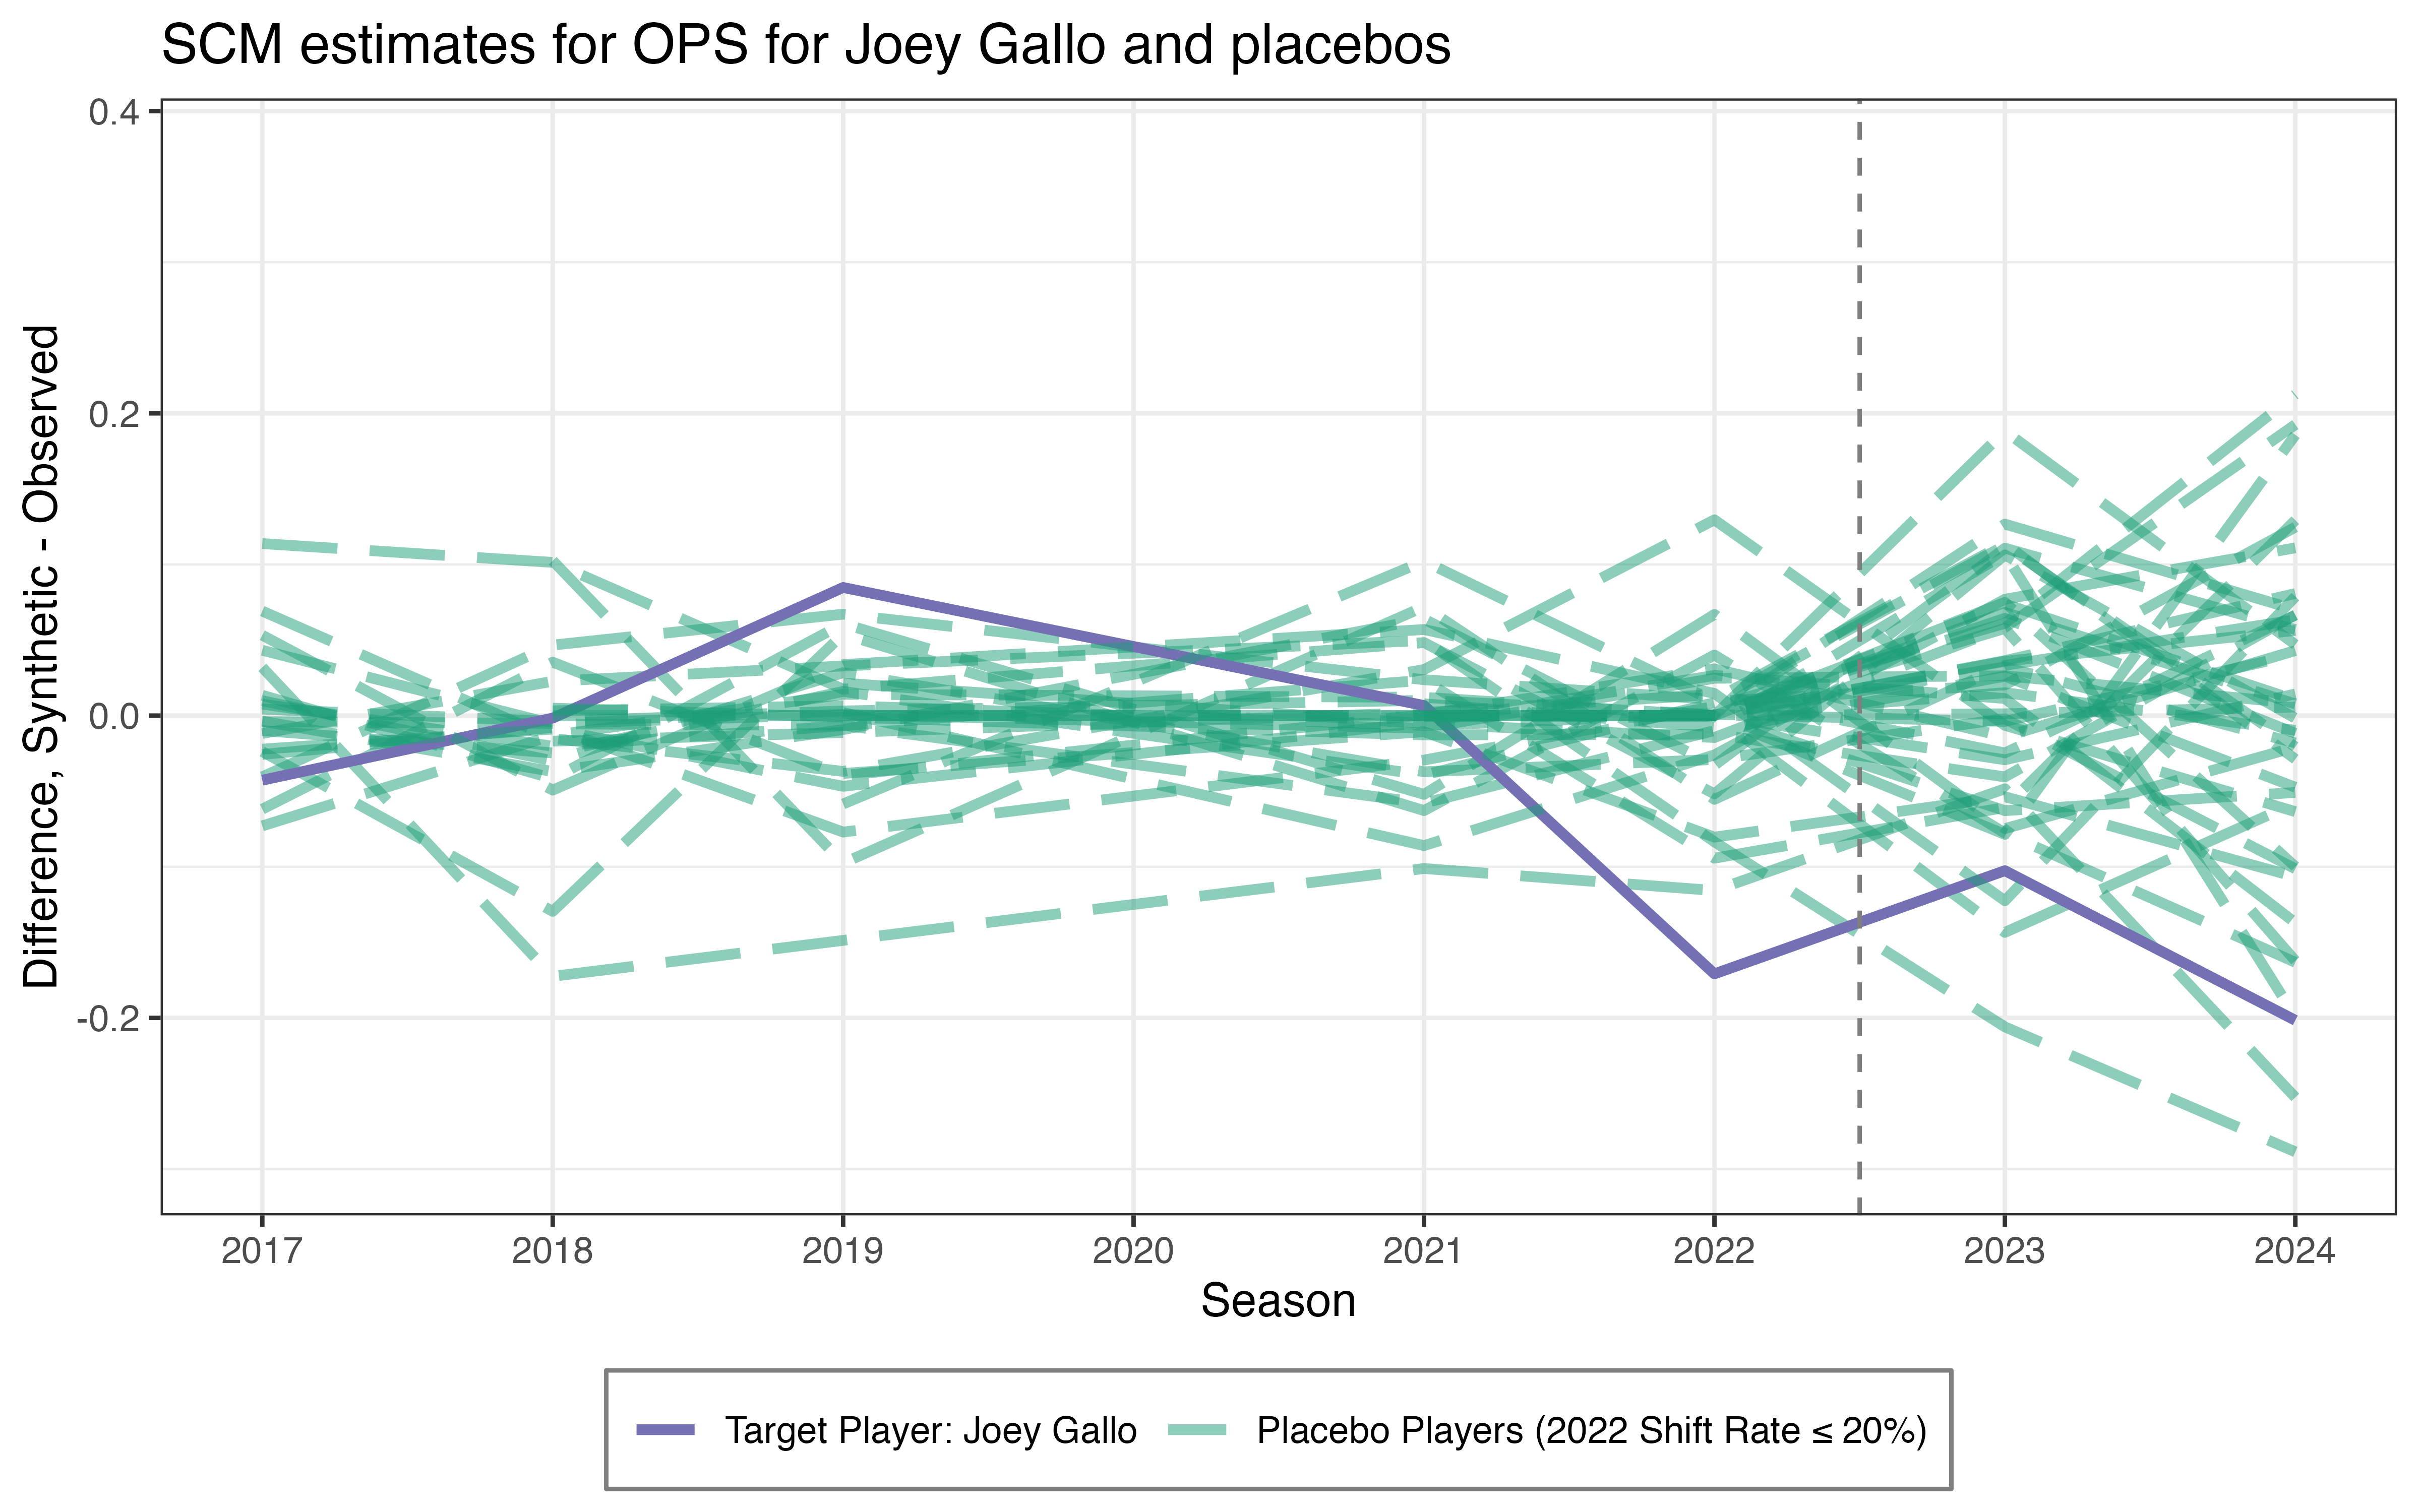 SCM estimates for OPS for Joey Gallo and placebos
Difference, Synthetic - Observed
0.4
0.2
0.0
-0.2
2017 2018 2019 2020 2021 2022 2023 2024
Season
Target Player: Joey Gallo Placebo Players (2022 Shift Rate ≤ 20%)